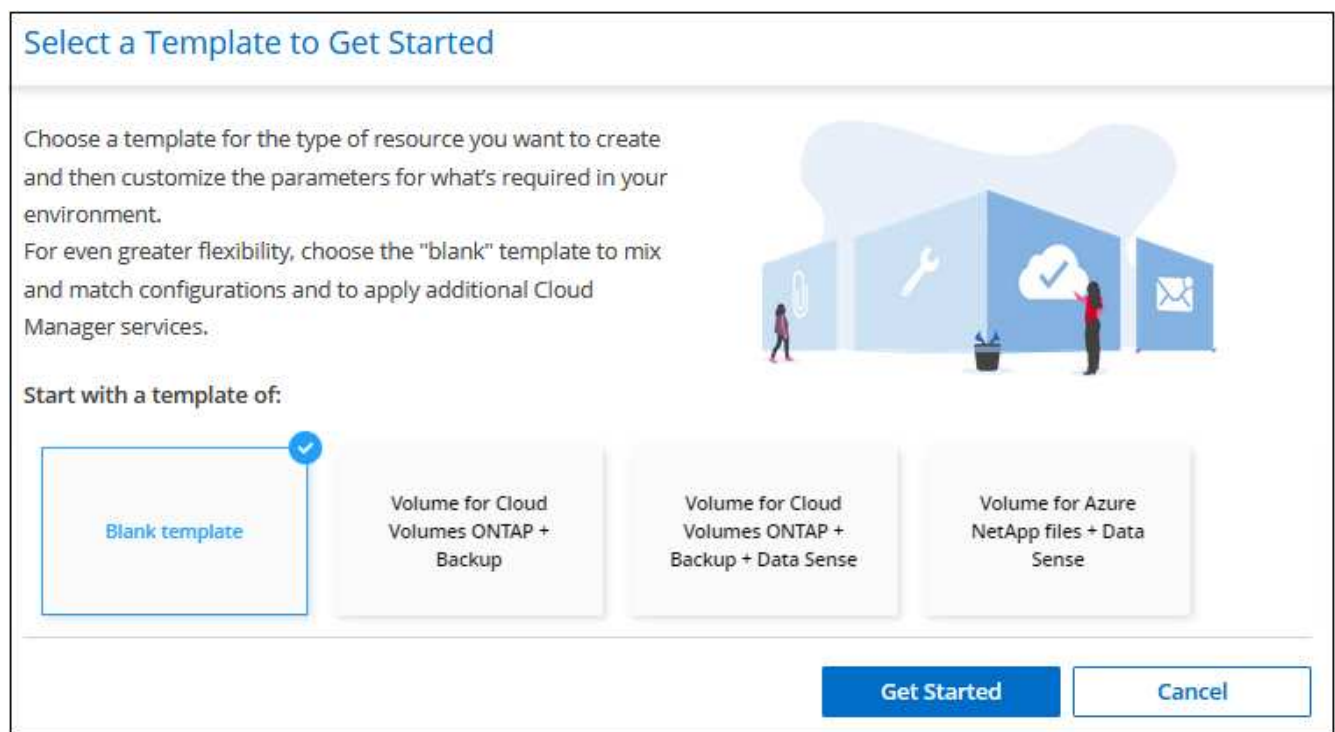 Select a Template to Get Started
Choose a template for the type of resource you want to create
and then customize the parameters for what's required in your
environment.
For even greater flexibility, choose the "blank" template to mix
and match configurations and to apply additional Cloud
Manager services.
Start with a template of:
Blank template
Volume for Cloud
Volumes ONTAP +
Backup
Volume for Cloud
Volumes ONTAP +
Backup + Data Sense
Volume for Azure
NetApp files + Data
Sense
Get Started
Cancel